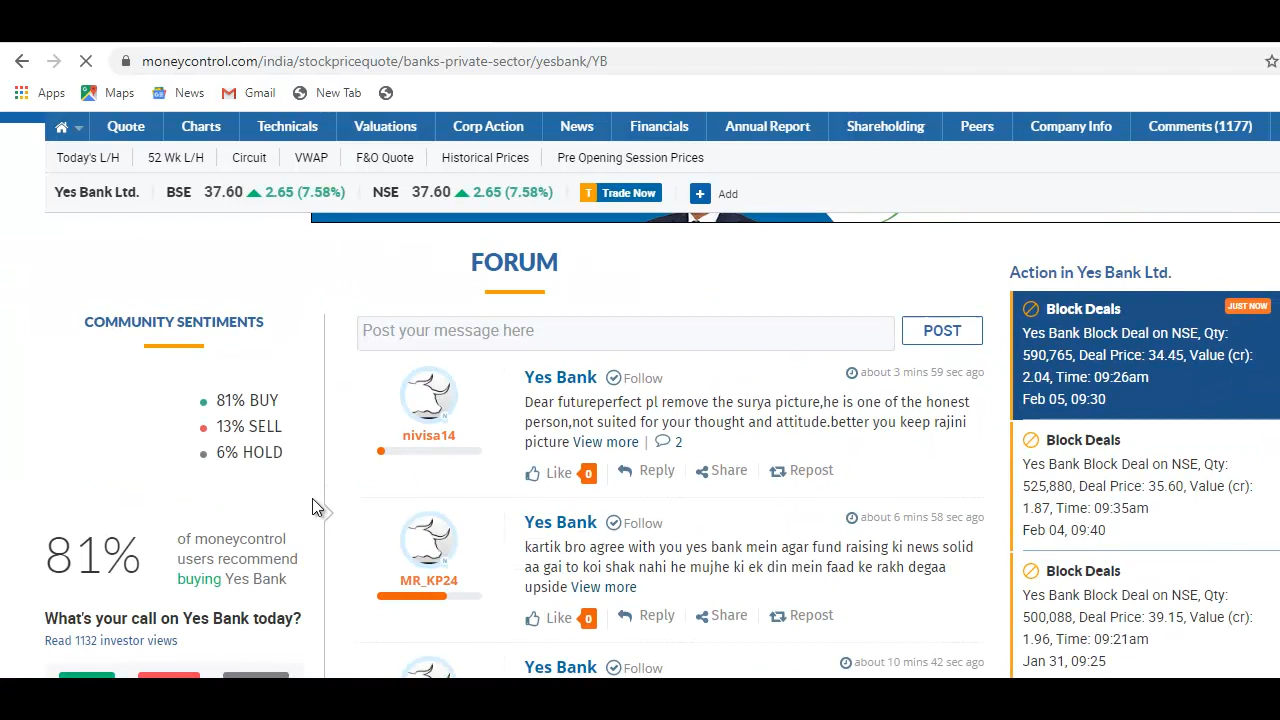 moneycontrol.com/india/stockpricequote/banks-private-sector/yesbank/YB
Apps Maps News Gmail New Tab
Quote Charts Technicals Valuations Corp Action News Financials Annual Report Shareholding Peers Company Info Comments (1177)
Today's L/H 52 Wk L/H Circuit VWAP F&O Quote Historical Prices Pre Opening Session Prices
Yes Bank Ltd. BSE 37.60 2.65 (7.58%) NSE 37.60 2.65 (7.58%) T Trade Now + Add
FORUM
COMMUNITY SENTIMENTS
81% BUY
13% SELL
6% HOLD
81%
of moneycontrol
users recommend
buying Yes Bank
What's your call on Yes Bank today?
Read 1132 investor views
Post your message here POST
Yes Bank Follow about 3 mins 59 sec ago
nivisa14
Dear futureperfect pl remove the surya picture,he is one of the honest
person,not suited for your thought and attitude.better you keep rajini
picture View more | 2
Like 0 Reply Share Repost
Yes Bank Follow about 6 mins 58 sec ago
MR_KP24
kartik bro agree with you yes bank mein agar fund raising ki news solid
aa gai to koi shak nahi he mujhe ki ek din mein faad ke rakh degaa
upside View more
Like 0 Reply Share Repost
Yes Bank Follow about 10 mins 42 sec ago
Action in Yes Bank Ltd.
Block Deals JUST NOW
Yes Bank Block Deal on NSE, Qty:
590,765, Deal Price: 34.45, Value (cr):
2.04, Time: 09:26am
Feb 05, 09:30
Block Deals
Yes Bank Block Deal on NSE, Qty:
525,880, Deal Price: 35.60, Value (cr):
1.87, Time: 09:35am
Feb 04, 09:40
Block Deals
Yes Bank Block Deal on NSE, Qty:
500,088, Deal Price: 39.15, Value (cr):
1.96, Time: 09:21am
Jan 31, 09:25